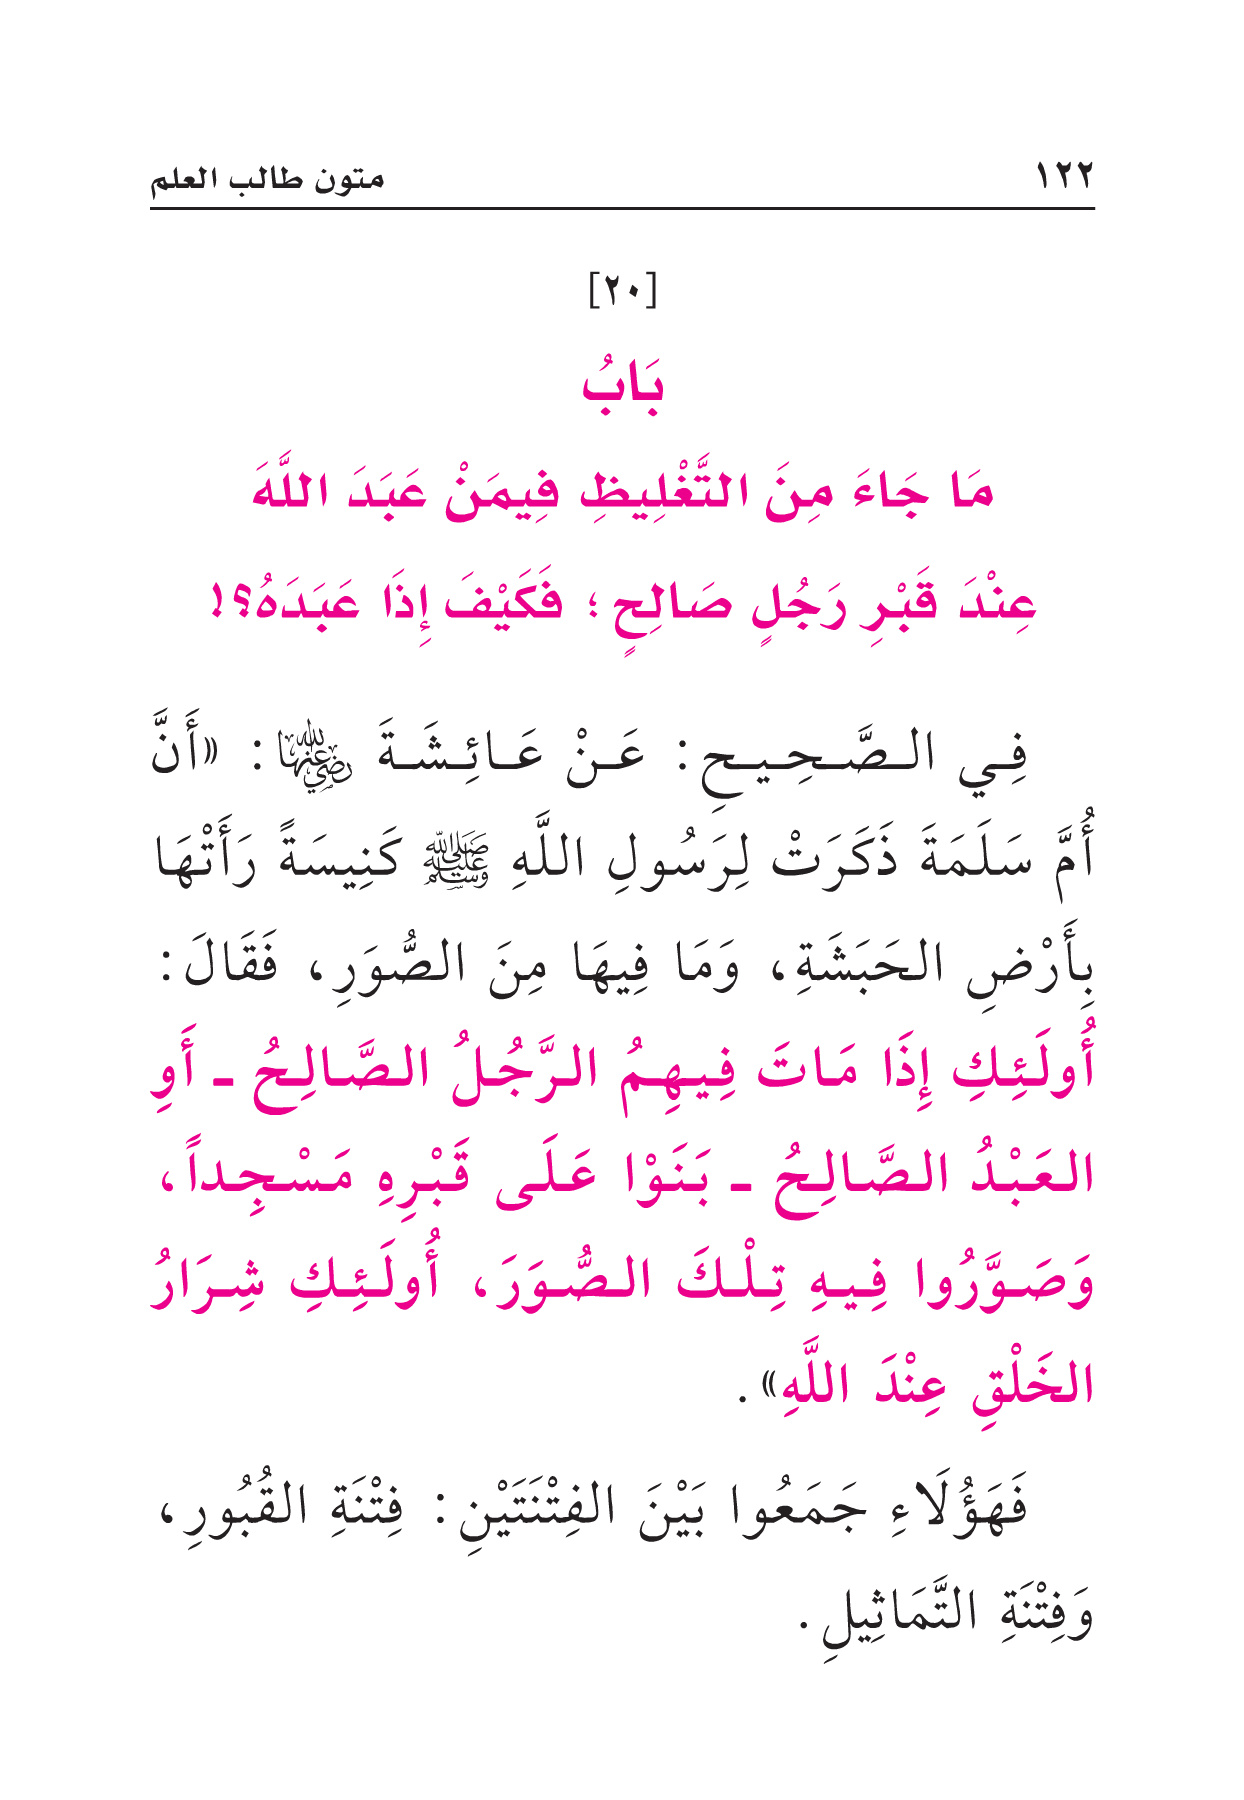 ١٢٢ متون طالب العلم
[٢٠]
بَابُ
مَا جَاءَ مِنَ التَّغْلِيظِ فِيمَنْ عَبَدَ اللَّهَ
عِنْدَ قَبْرِ رَجُلٍ صَالِحٍ؛ فَكَيْفَ إِذَا عَبَدَهُ؟!
فِي الصَّحِيحِ: عَنْ عَائِشَةَ رضي الله عنها: «أَنَّ
أُمَّ سَلَمَةَ ذَكَرَتْ لِرَسُولِ اللَّهِ ﷺ كَنِيسَةً رَأَتْهَا
بِأَرْضِ الحَبَشَةِ، وَمَا فِيهَا مِنَ الصُّوَرِ، فَقَالَ:
أُولَئِكِ إِذَا مَاتَ فِيهِمُ الرَّجُلُ الصَّالِحُ - أَوِ
العَبْدُ الصَّالِحُ - بَنَوْا عَلَى قَبْرِهِ مَسْجِداً،
وَصَوَّرُوا فِيهِ تِلْكَ الصُّوَرَ، أُولَئِكِ شِرَارُ
الخَلْقِ عِنْدَ اللَّهِ».
فَهَؤُلَاءِ جَمَعُوا بَيْنَ الفِتْنَتَيْنِ: فِتْنَةِ القُبُورِ،
وَفِتْنَةِ التَّمَاثِيلِ.